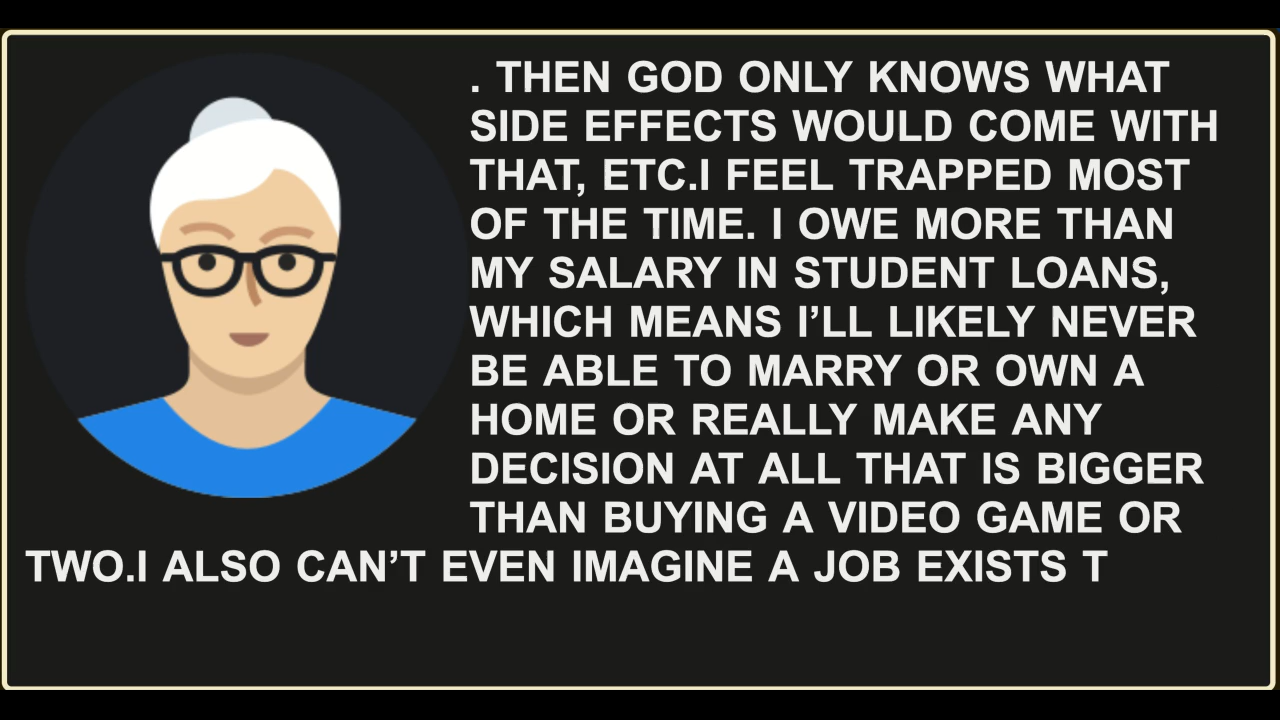 . THEN GOD ONLY KNOWS WHAT
SIDE EFFECTS WOULD COME WITH
THAT, ETC.I FEEL TRAPPED MOST
OF THE TIME. I OWE MORE THAN
MY SALARY IN STUDENT LOANS,
WHICH MEANS I’LL LIKELY NEVER
BE ABLE TO MARRY OR OWN A
HOME OR REALLY MAKE ANY
DECISION AT ALL THAT IS BIGGER
THAN BUYING A VIDEO GAME OR
TWO.I ALSO CAN’T EVEN IMAGINE A JOB EXISTS T